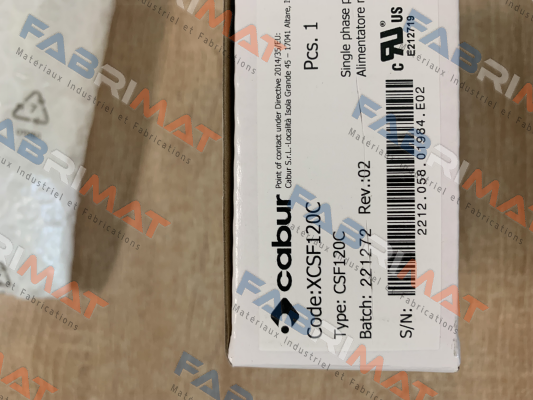 cabur
Point of contact under Directive 2014/35/EU:
Cabur S.r.L.-Località Isola Grande 45 - 17041 Altare, I
Code:XCSF120C
Pcs. 1
Type: CSF120C
Single phase p
Batch: 221272 Rev.:02
Alimentatore
S/N:
2212.058.01984.E02
c RU® US
E212719
FABRIMAT
Matériaux Industriel et Fabrications